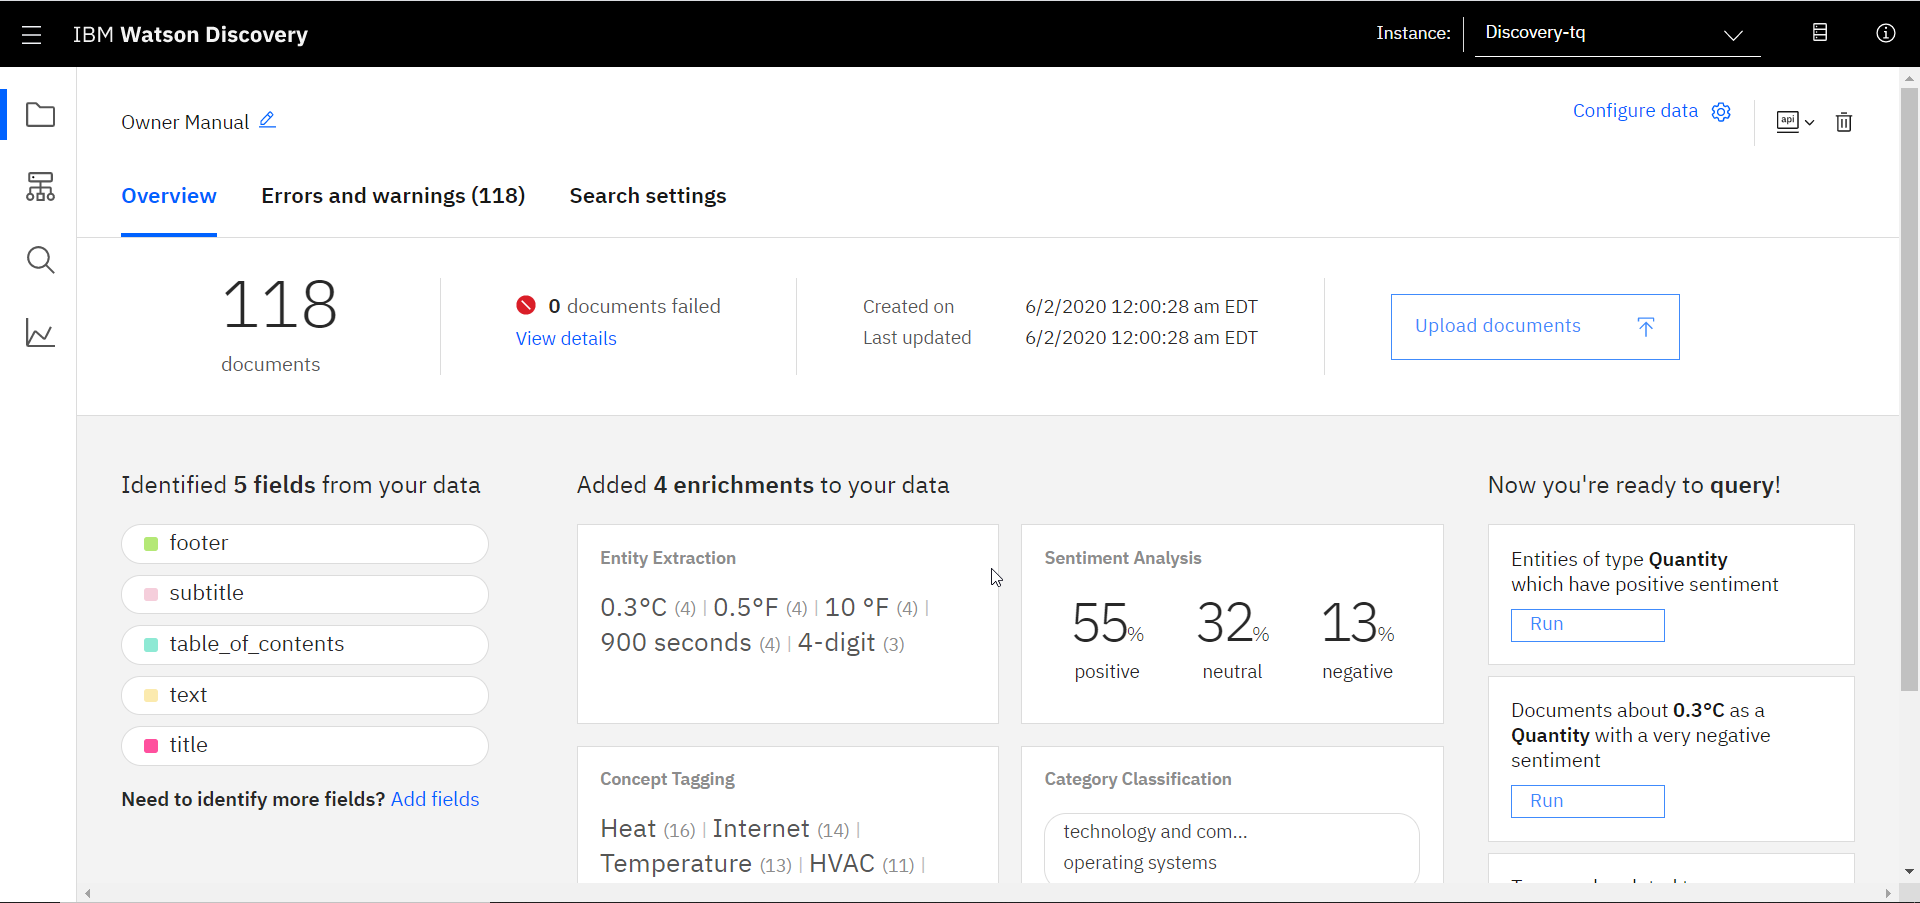 IBM Watson Discovery
Instance: Discovery-tq
Owner Manual
Configure data
api
Overview
Errors and warnings (118)
Search settings
118
documents
0 documents failed
View details
Created on 6/2/2020 12:00:28 am EDT
Last updated 6/2/2020 12:00:28 am EDT
Upload documents
Identified 5 fields from your data
footer
subtitle
table_of_contents
text
title
Need to identify more fields? Add fields
Added 4 enrichments to your data
Entity Extraction
0.3°C (4) | 0.5°F (4) | 10 °F (4) |
900 seconds (4) | 4-digit (3)
Sentiment Analysis
55% 32% 13%
positive neutral negative
Concept Tagging
Heat (16) | Internet (14) |
Temperature (13) | HVAC (11) |
Category Classification
technology and com...
operating systems
Now you're ready to query!
Entities of type Quantity
which have positive sentiment
Run
Documents about 0.3°C as a
Quantity with a very negative
sentiment
Run